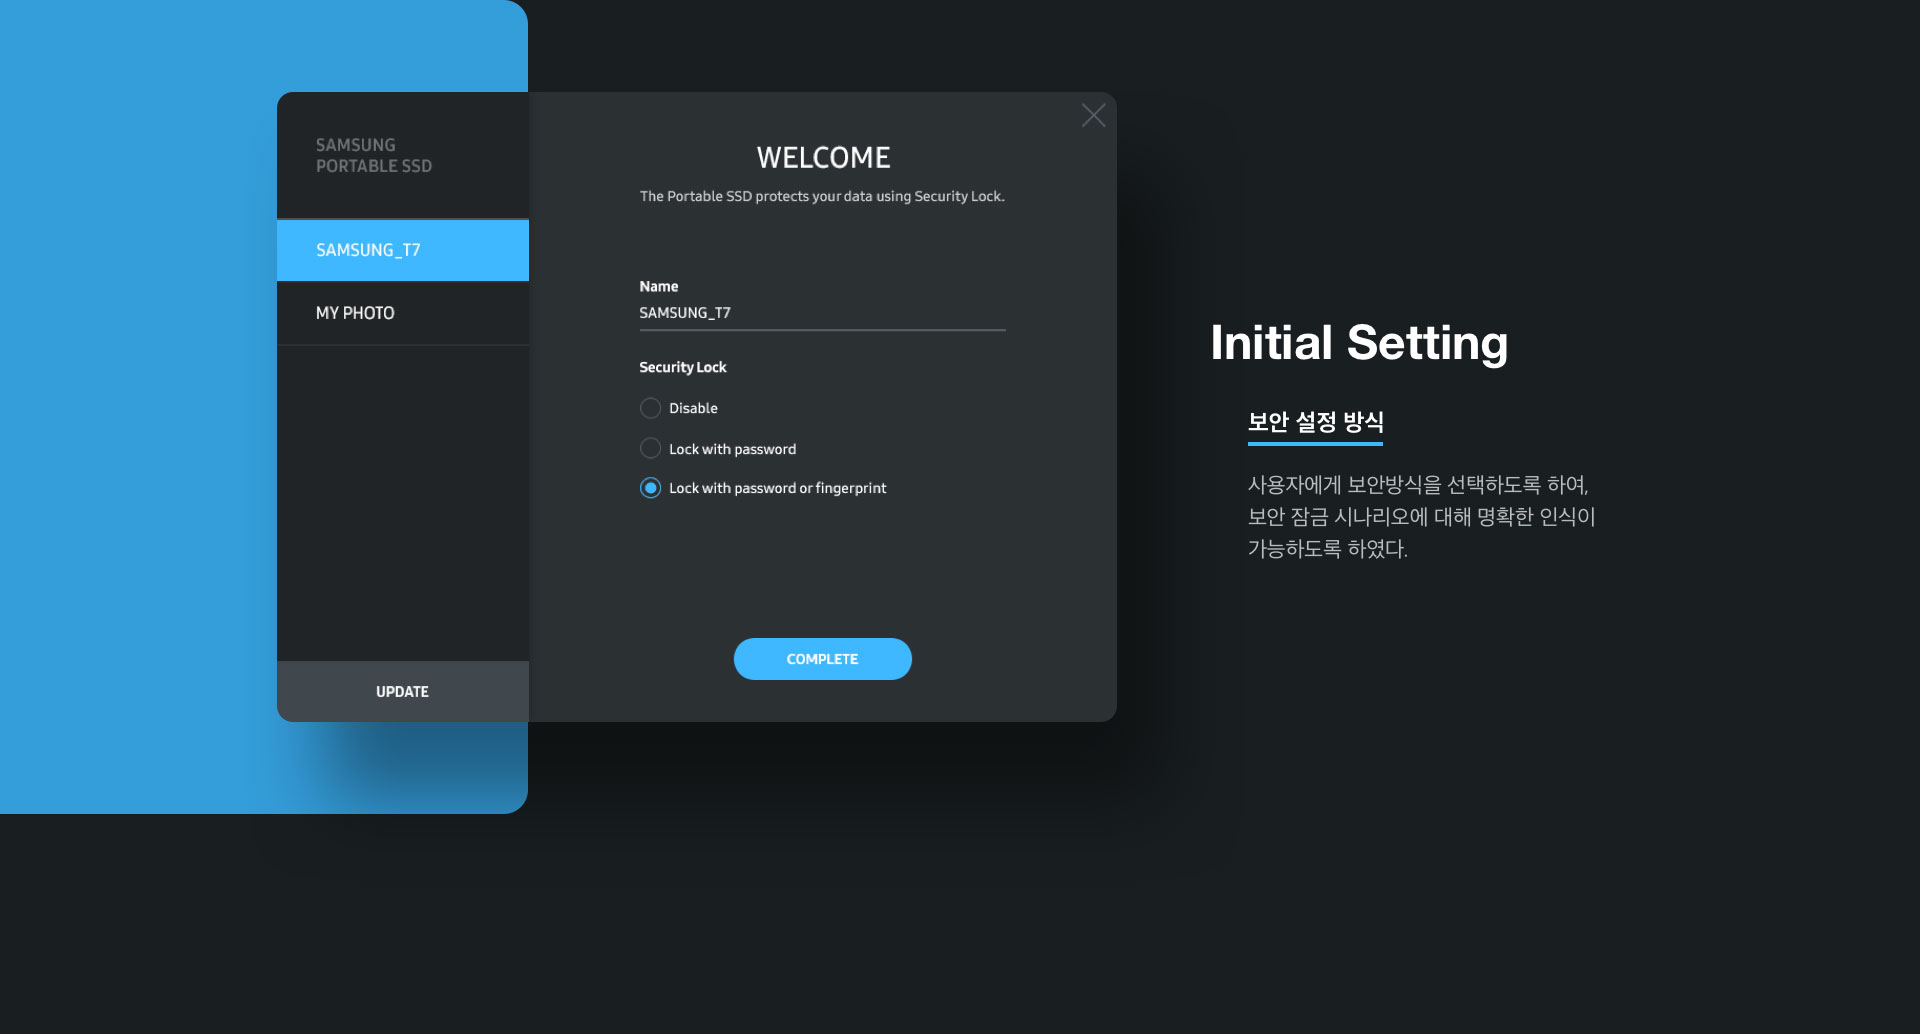 SAMSUNG
PORTABLE SSD
SAMSUNG_T7
MY PHOTO
UPDATE
WELCOME
The Portable SSD protects your data using Security Lock.
Name
SAMSUNG_T7
Security Lock
Disable
Lock with password
Lock with password or fingerprint
COMPLETE
Initial Setting
보안 설정 방식
사용자에게 보안방식을 선택하도록 하여,
보안 잠금 시나리오에 대해 명확한 인식이
가능하도록 하였다.